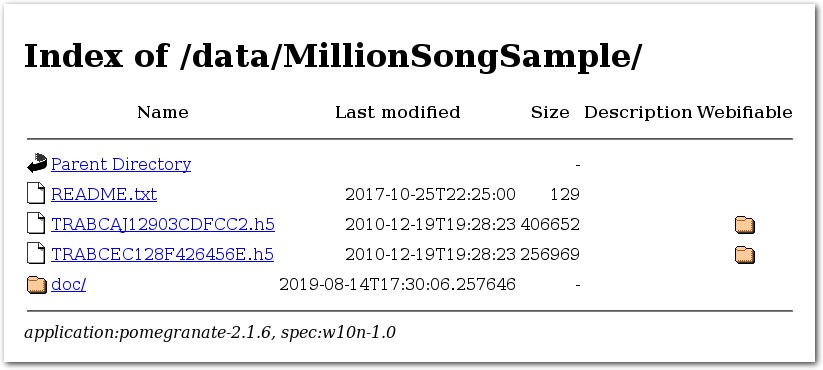 Index of /data/MillionSongSample/
Name Last modified Size Description Webifiable
Parent Directory -
README.txt 2017-10-25T22:25:00 129
TRABCAJ12903CDFCC2.h5 2010-12-19T19:28:23 406652
TRABCEC128F426456E.h5 2010-12-19T19:28:23 256969
doc/ 2019-08-14T17:30:06.257646 -
application:pomegranate-2.1.6, spec:w10n-1.0